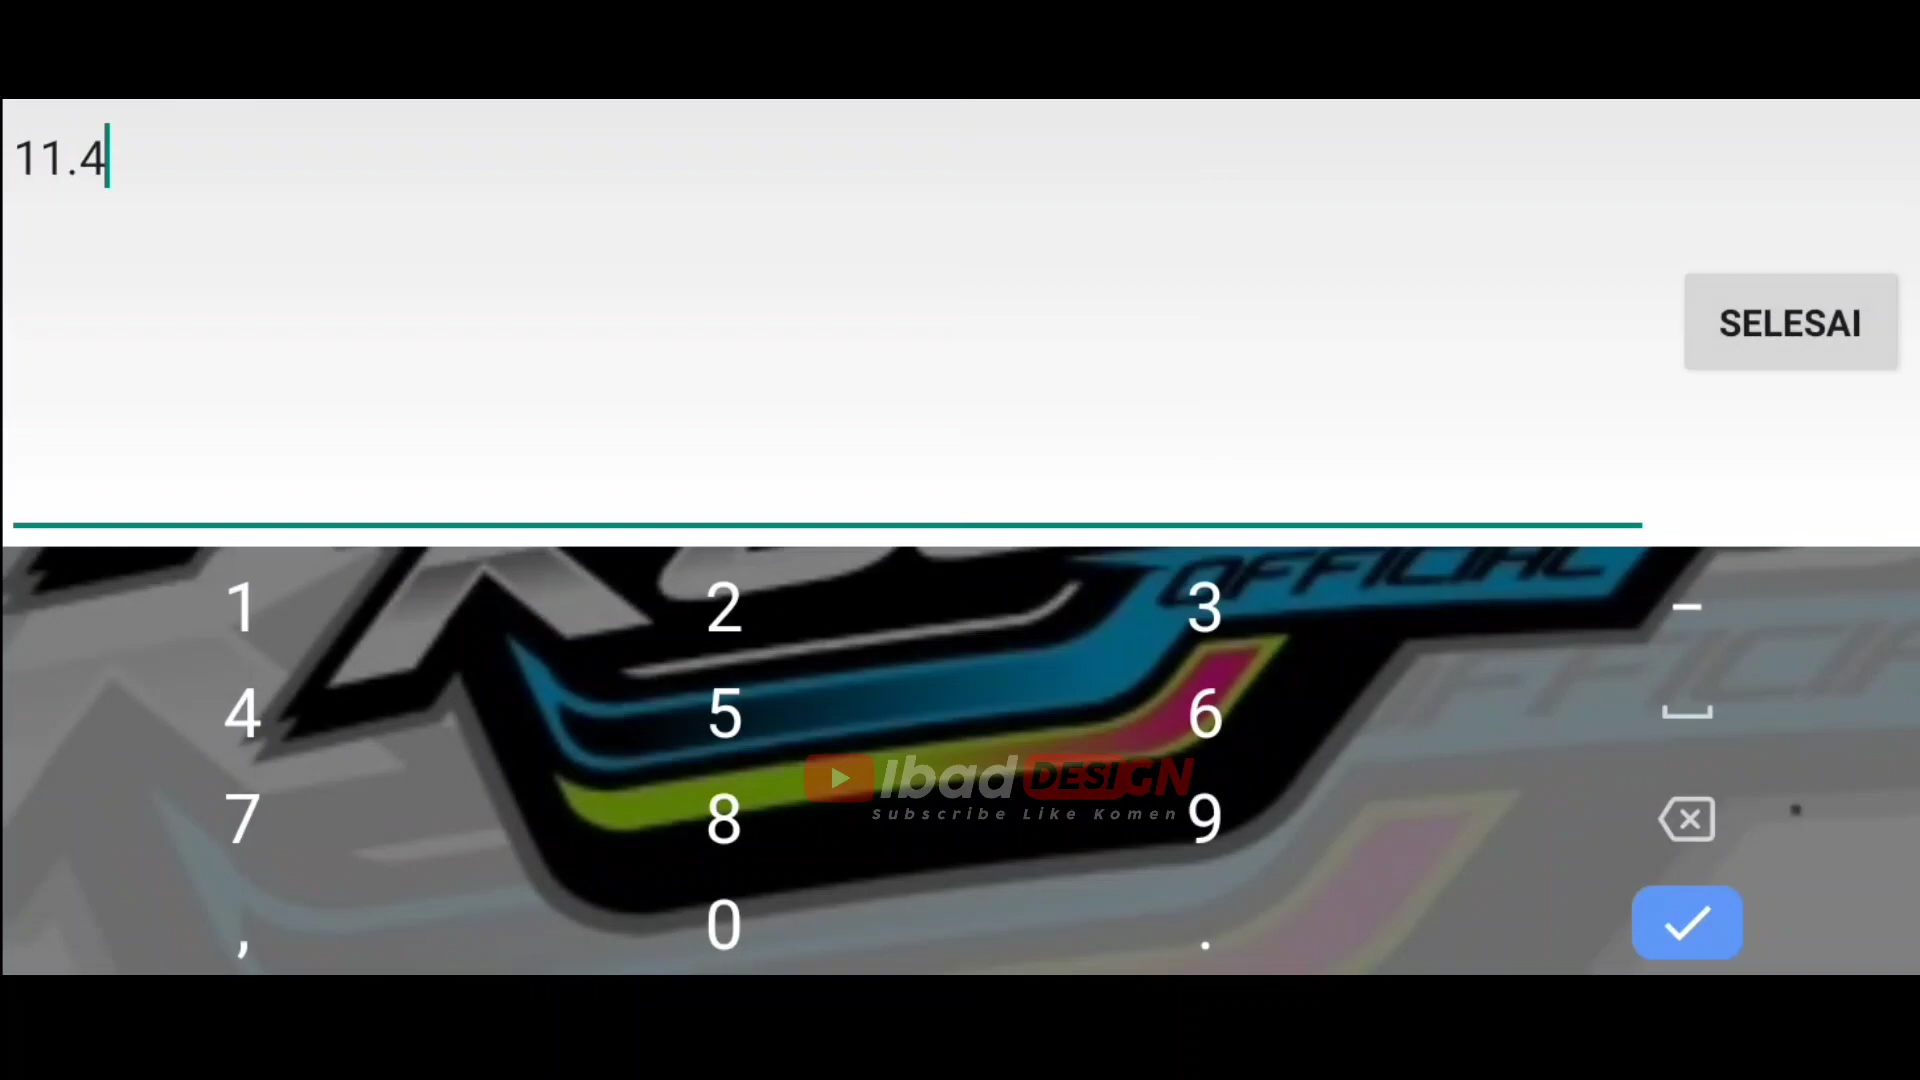 11.4
SELESAI
OFFICIAL
1 2 3 –
4 5 6
7 8 9
, 0 .
Ibad DESIGN
Subscribe Like Komen